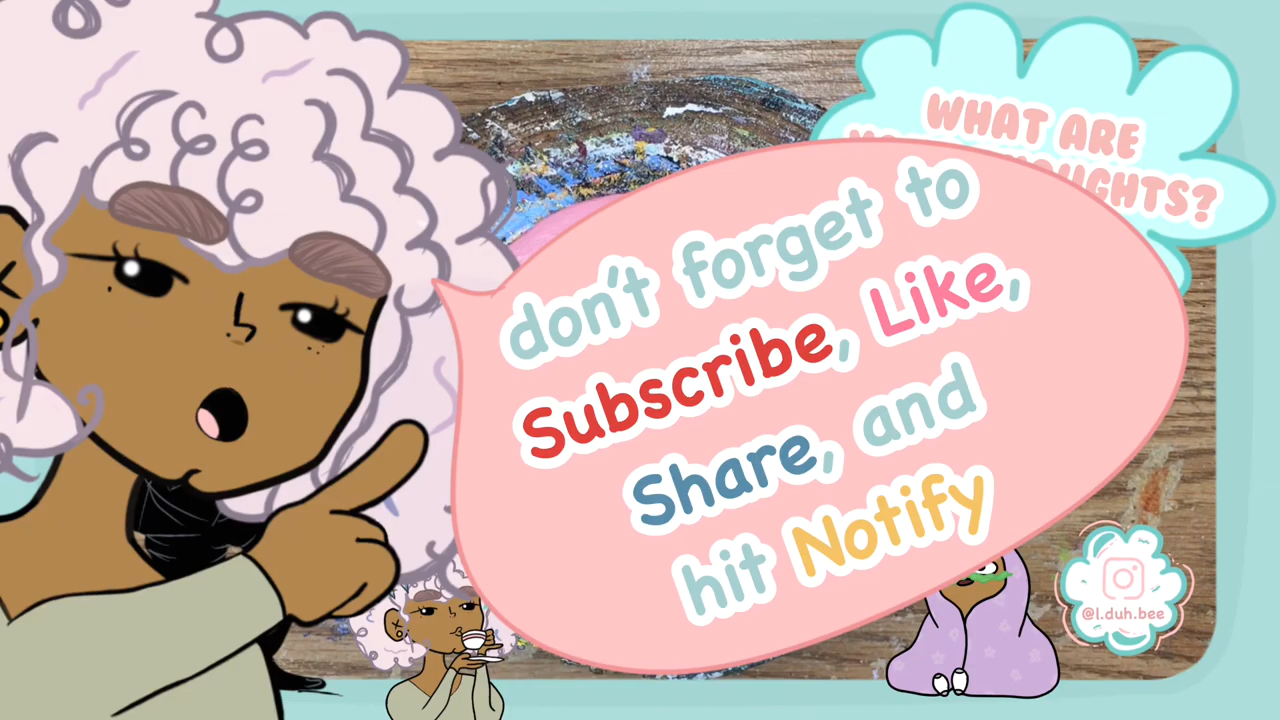 WHAT ARE
THOUGHTS?
don't forget to
Subscribe, Like,
Share, and
hit Notify
@l.duh.bee